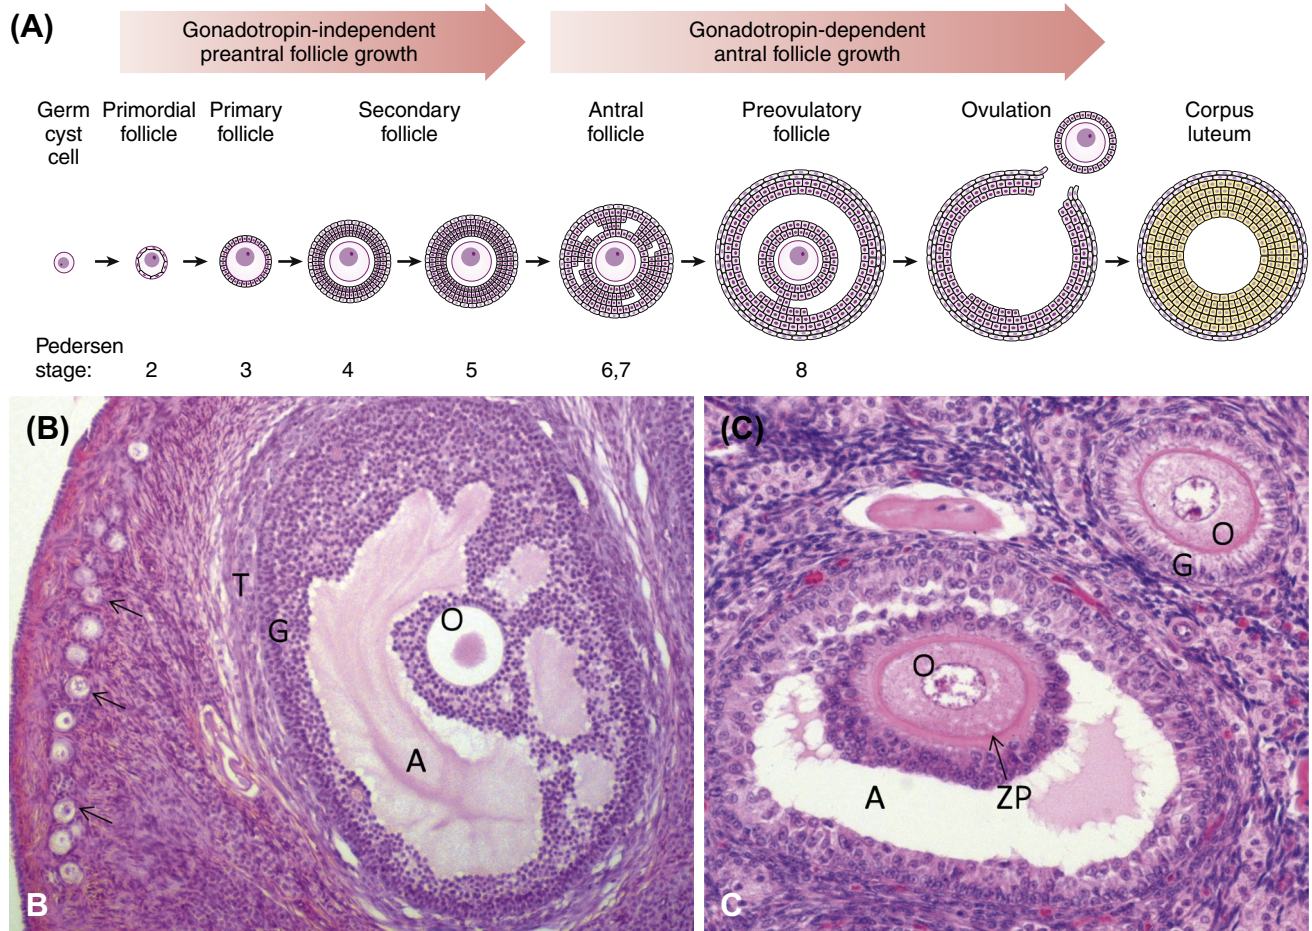 (A)
Gonadotropin-independent
preantral follicle growth
Gonadotropin-dependent
antral follicle growth
Germ
cyst
cell
Primordial
follicle
Primary
follicle
Secondary
follicle
Antral
follicle
Preovulatory
follicle
Ovulation
Corpus
luteum
Pedersen
stage:
2
3
4
5
6,7
8
(B)
T
G
O
A
B
(C)
O
G
O
A
ZP
C